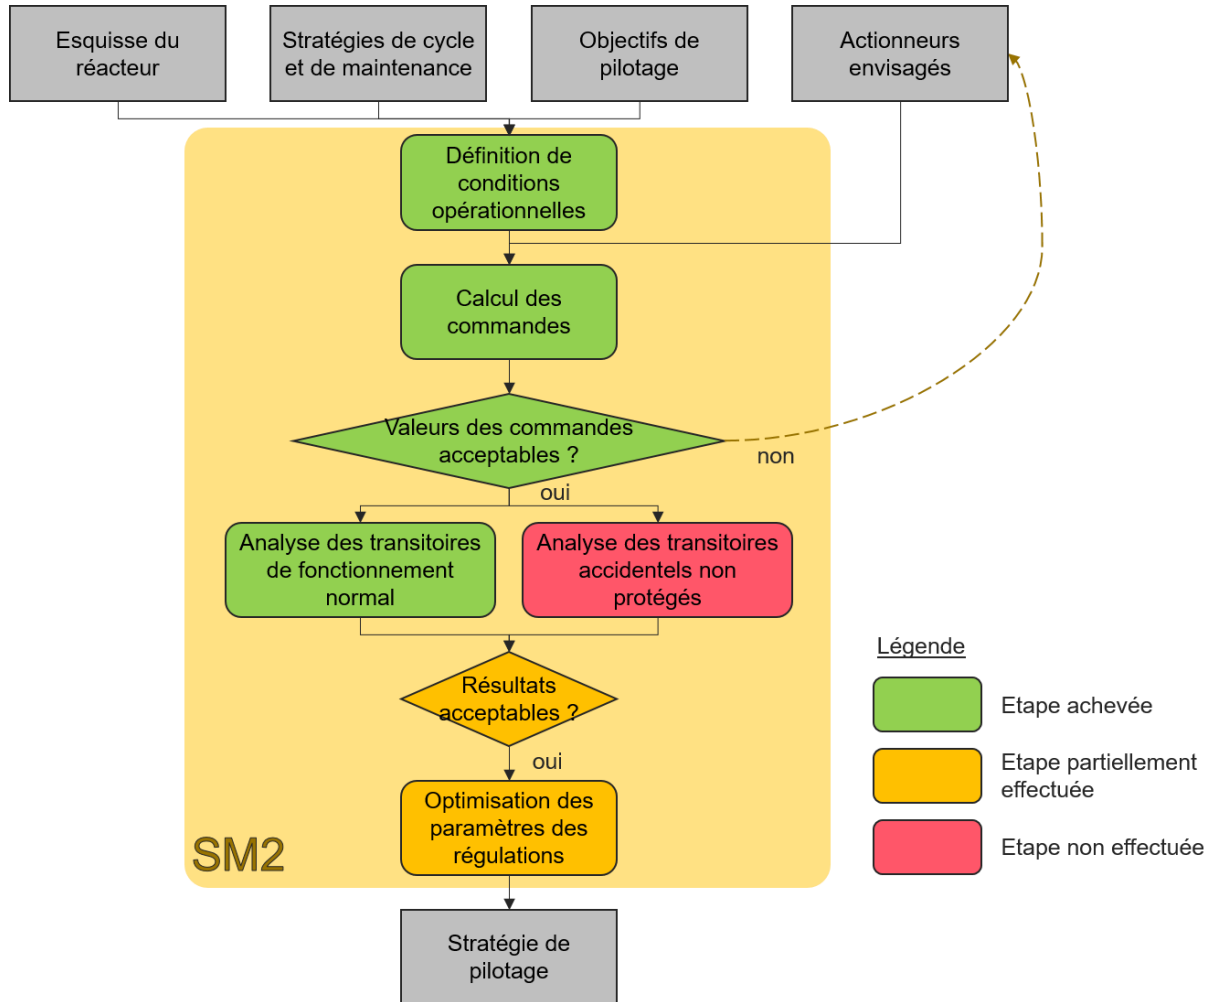 Esquisse du
réacteur
Stratégies de cycle
et de maintenance
Objectifs de
pilotage
Actionneurs
envisagés
Définition de
conditions
opérationnelles
Calcul des
commandes
Valeurs des commandes
acceptables ?
non
oui
Analyse des transitoires
de fonctionnement
normal
Analyse des transitoires
accidentels non
protégés
Résultats
acceptables ?
oui
Optimisation des
paramètres des
régulations
SM2
Stratégie de
pilotage
Légende
Etape achevée
Etape partiellement
effectuée
Etape non effectuée